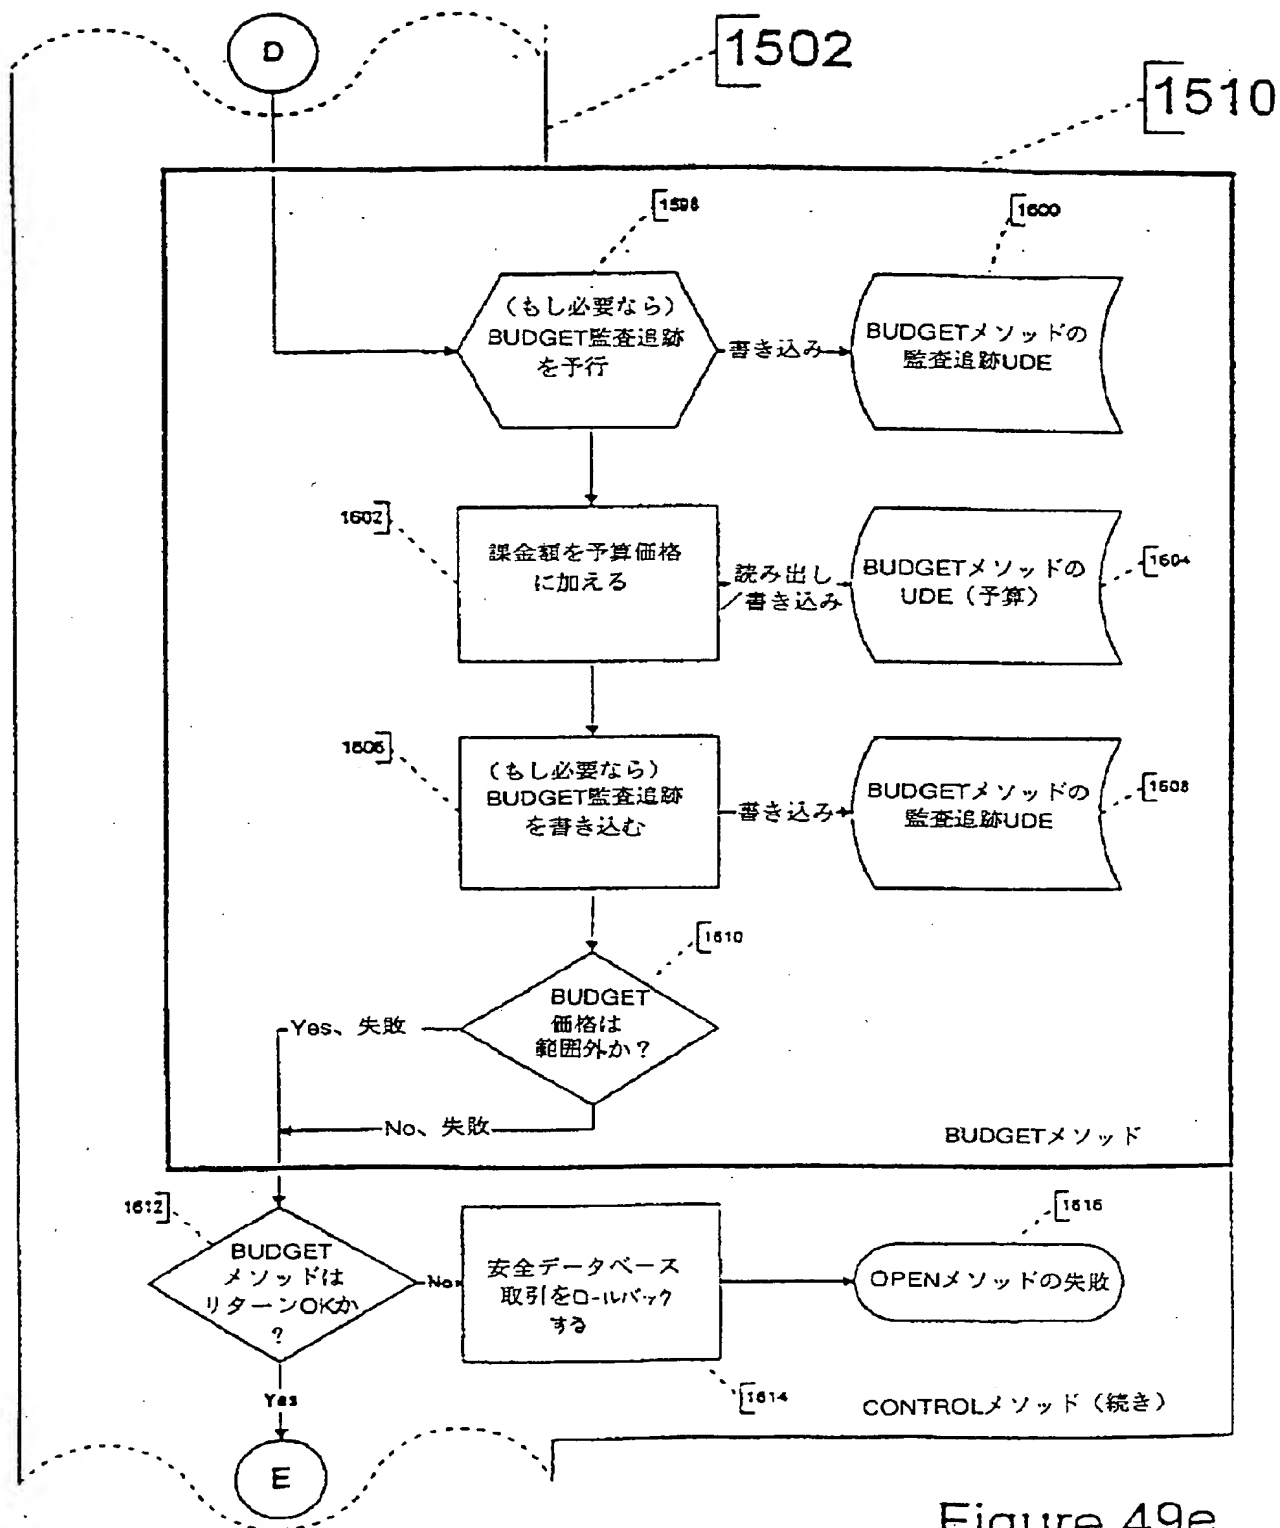 D
1502
1510
1598
1600
(もし必要なら)
BUDGET監査追跡
を予行
書き込み
BUDGETメソッドの
監査追跡UDE
1602
課金額を予算価格
に加える
読み出し
/書き込み
BUDGETメソッドの
UDE(予算)
1604
1606
(もし必要なら)
BUDGET監査追跡
を書き込む
書き込み
BUDGETメソッドの
監査追跡UDE
1608
1610
BUDGET
価格は
範囲外か?
Yes、失敗
No、失敗
BUDGETメソッド
1612
BUDGET
メソッドは
リターンOKか
?
No
安全データベース
取引をロールバック
する
1616
OPENメソッドの失敗
Yes
1614
CONTROLメソッド(続き)
E
Figure 49e